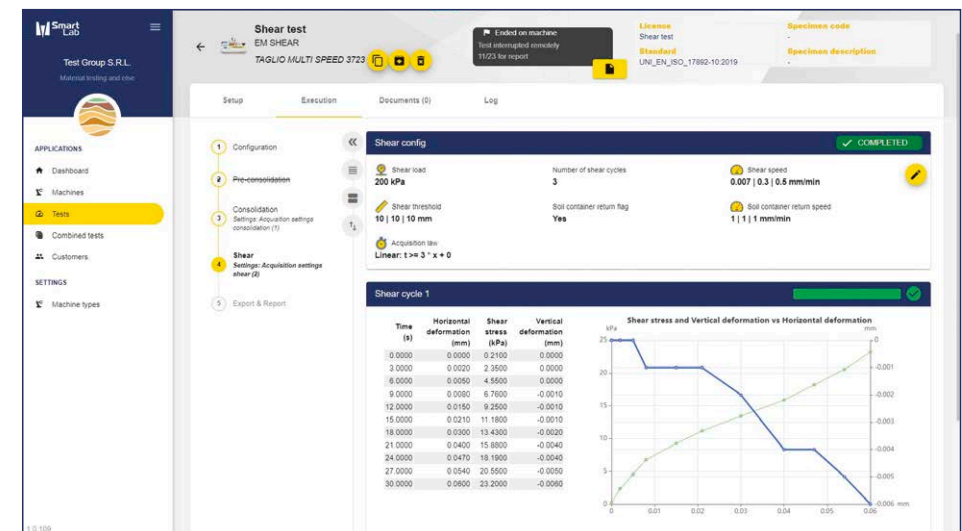 Smart
Lab
Test Group S.R.L.
Material testing and else
APPLICATIONS
Dashboard
Machines
Tests
Combined tests
Customers
SETTINGS
Machine types
1.0.109
Shear test
EM SHEAR
TAGLIO MULTI SPEED 3723
Ended on machine
Test interrupted remotely
11/23 for report
License
Shear test
Standard
UNI_EN_ISO_17892-10:2019
Specimen code
-
Specimen description
-
Setup Execution Documents (0) Log
1 Configuration
2 Pre-consolidation
3 Consolidation
Settings: Acquisition settings
consolidation (1)
4 Shear
Settings: Acquisition settings
shear (2)
5 Export & Report
Shear config COMPLETED
Shear load Number of shear cycles Shear speed
200 kPa 3 0.007 | 0.3 | 0.5 mm/min
Shear threshold Soil container return flag Soil container return speed
10 | 10 | 10 mm Yes 1 | 1 | 1 mm/min
Acquisition law
Linear: t >= 3 * x + 0
Shear cycle 1
Time (s) Horizontal deformation (mm) Shear stress (kPa) Vertical deformation (mm)
0.0000 0.0000 0.2100 0.0000
3.0000 0.0020 2.3500 0.0000
6.0000 0.0050 4.5500 0.0000
9.0000 0.0080 6.7600 -0.0010
12.0000 0.0150 9.2500 -0.0010
15.0000 0.0210 11.1800 -0.0010
18.0000 0.0300 13.4300 -0.0020
21.0000 0.0400 15.8800 -0.0040
24.0000 0.0470 18.1900 -0.0040
27.0000 0.0540 20.5500 -0.0050
30.0000 0.0600 23.2000 -0.0060
Shear stress and Vertical deformation vs Horizontal deformation
kPa mm
25 0
20 -0.001
-0.002
15
-0.003
10 -0.004
5 -0.005
0 -0.006 mm
0 0.01 0.02 0.03 0.04 0.05 0.06